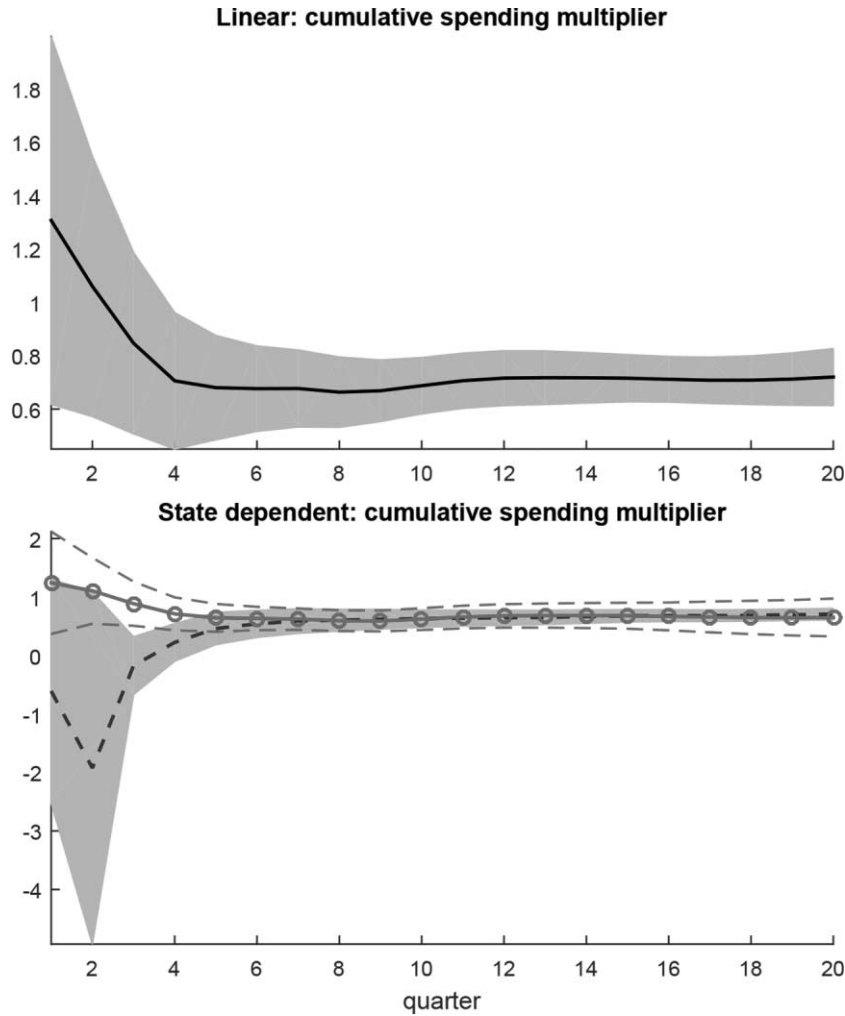 Linear: cumulative spending multiplier
1.8
1.6
1.4
1.2
1
0.8
0.6
2 4 6 8 10 12 14 16 18 20
State dependent: cumulative spending multiplier
2
1
0
-1
-2
-3
-4
2 4 6 8 10 12 14 16 18 20
quarter